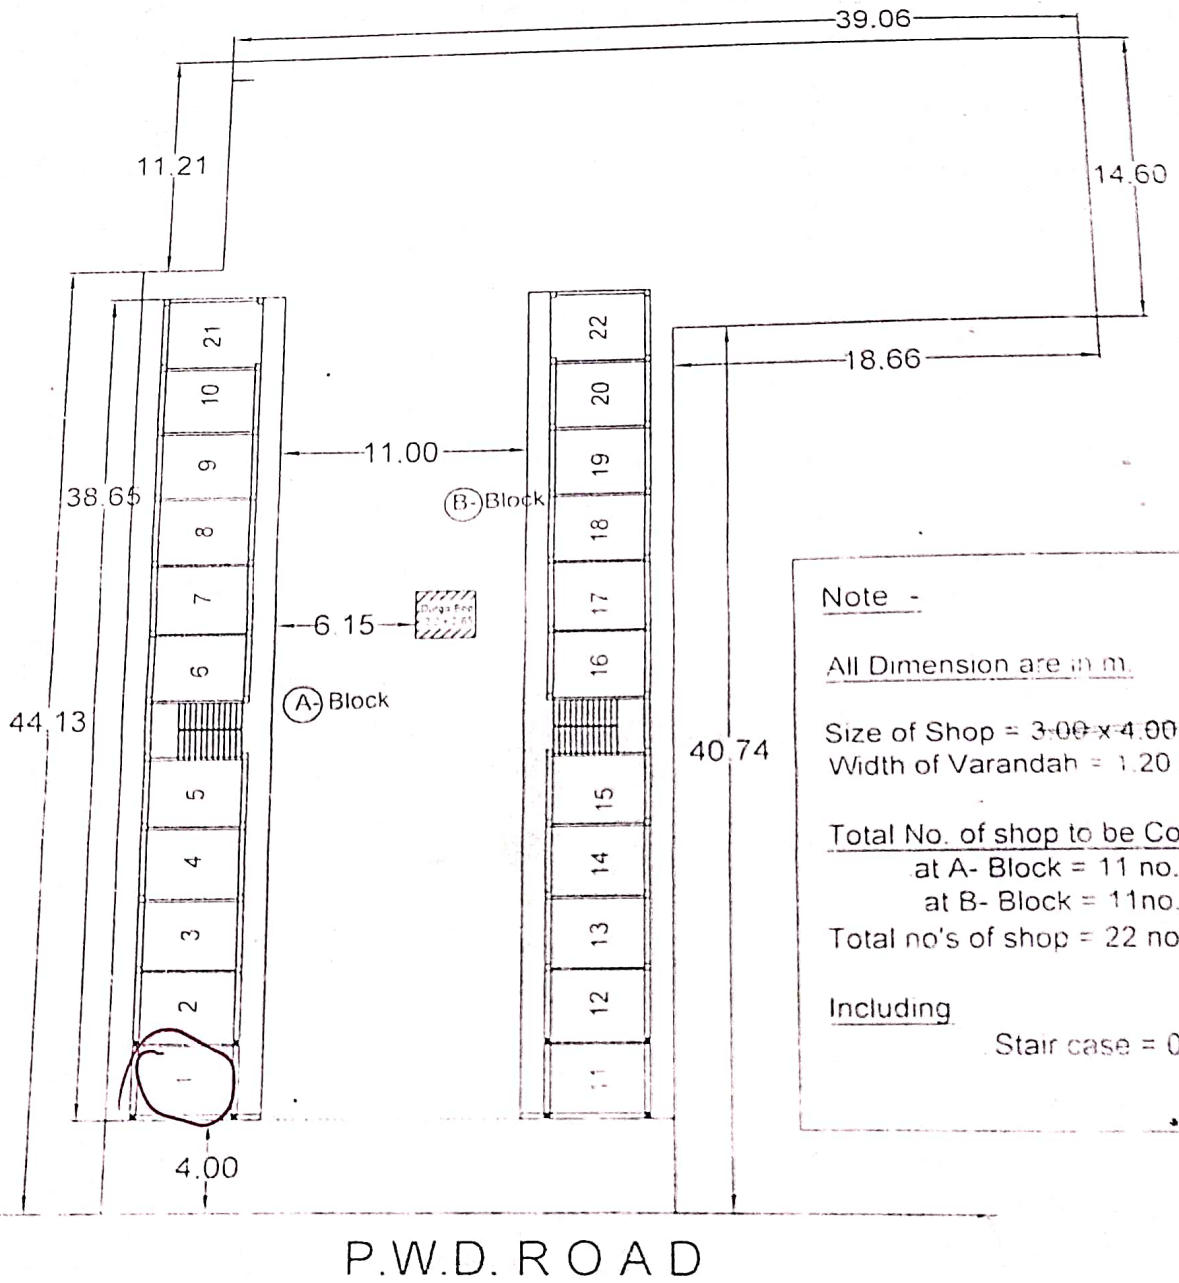 39.06
11.21
14.60
21
22
18.66
10
20
11.00
9
19
38.65
B- Block
8
18
7
17
6.15
6
16
A- Block
44.13
40.74
5
15
4
14
3
13
2
12
1
11
4.00
Note -
All Dimension are in m.
Size of Shop = 3.00 x 4.00
Width of Varandah = 1.20
Total No. of shop to be Co
at A- Block = 11 no.
at B- Block = 11no.
Total no's of shop = 22 no
Including
Stair case = 0
P.W.D. ROAD